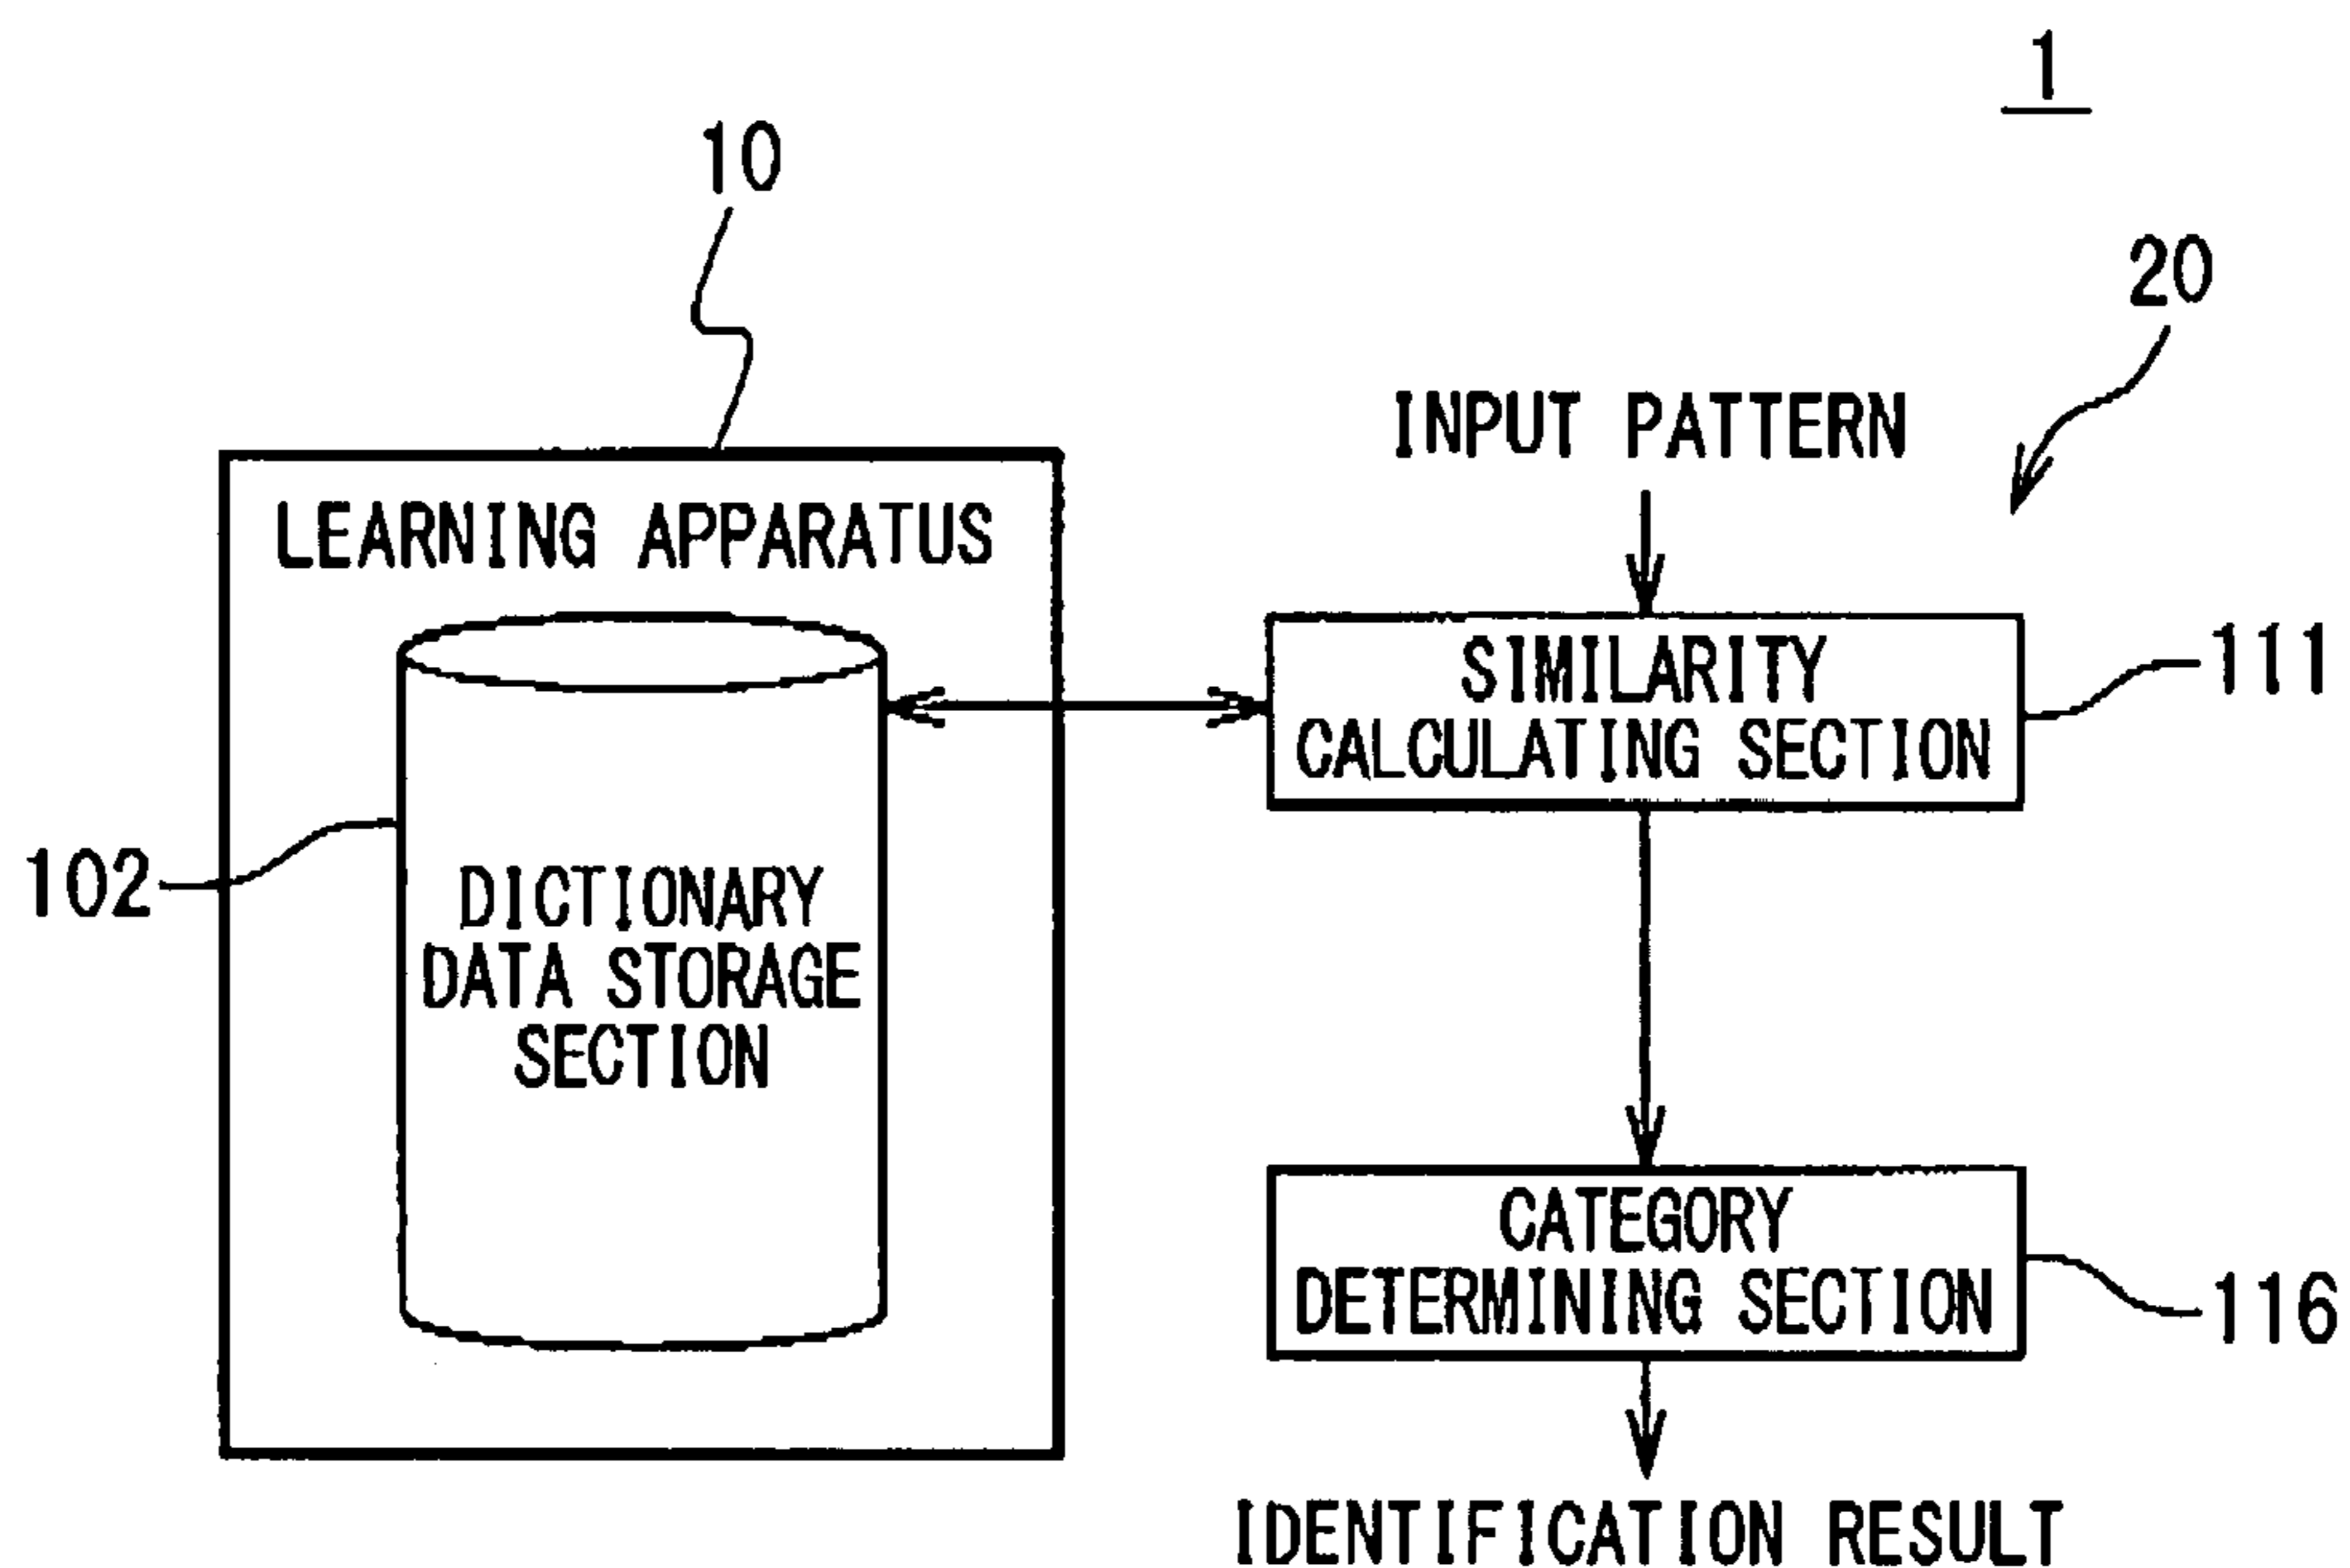 1
10
20
INPUT PATTERN
LEARNING APPARATUS
SIMILARITY
CALCULATING SECTION
111
102
DICTIONARY
DATA STORAGE
SECTION
CATEGORY
DETERMINING SECTION
116
IDENTIFICATION RESULT